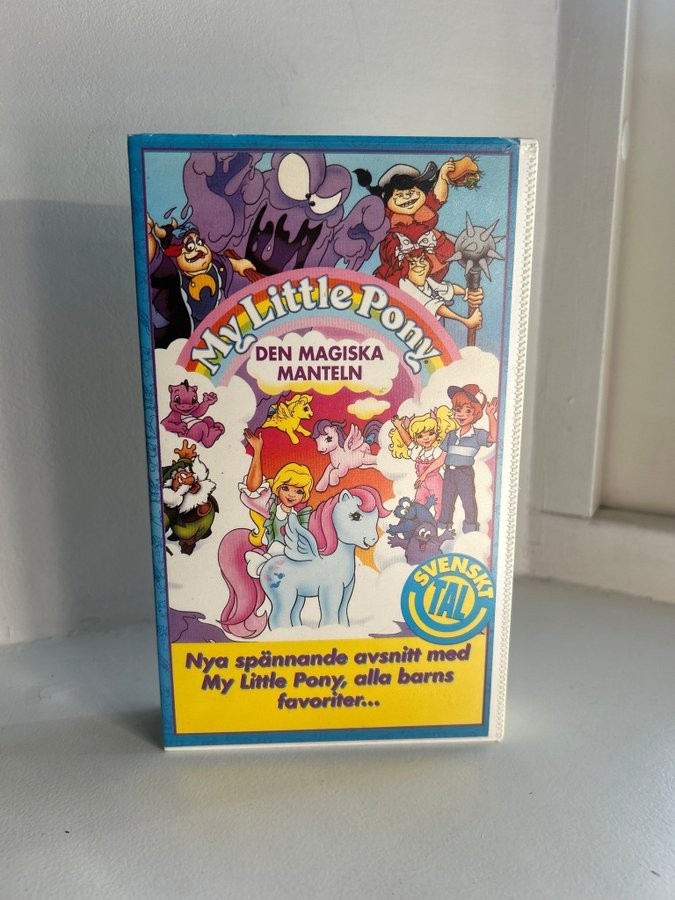 My Little Pony
DEN MAGISKA
MANTELN
SVENSKT
TAL
Nya spännande avsnitt med
My Little Pony, alla barns
favoriter...